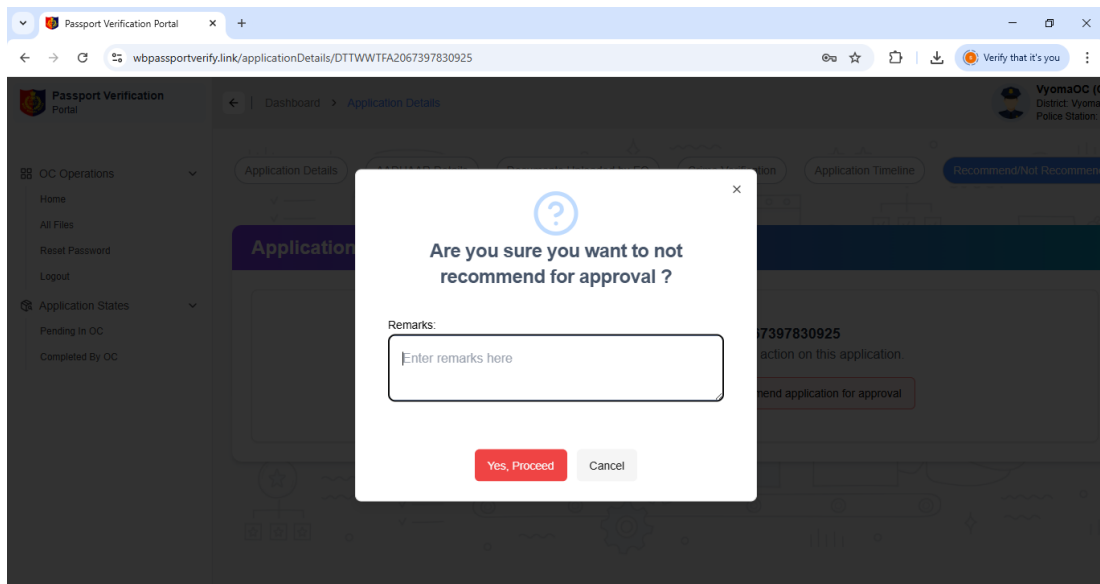 Passport Verification Portal
wbpassportverify.link/applicationDetails/DTTWWTFA2067397830925
Verify that it's you
Passport Verification
Portal
Dashboard > Application Details
VyomaOC (
District: Vyoma
Police Station:
OC Operations
Home
All Files
Reset Password
Logout
Application States
Pending In OC
Completed By OC
Application Details
Application Timeline
Recommend/Not Recommen
Application
Are you sure you want to not
recommend for approval ?
Remarks:
Enter remarks here
Yes, Proceed
Cancel
67397830925
action on this application.
mend application for approval